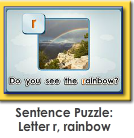 r
Do you see the rainbow?
Sentence Puzzle:
Letter r, rainbow